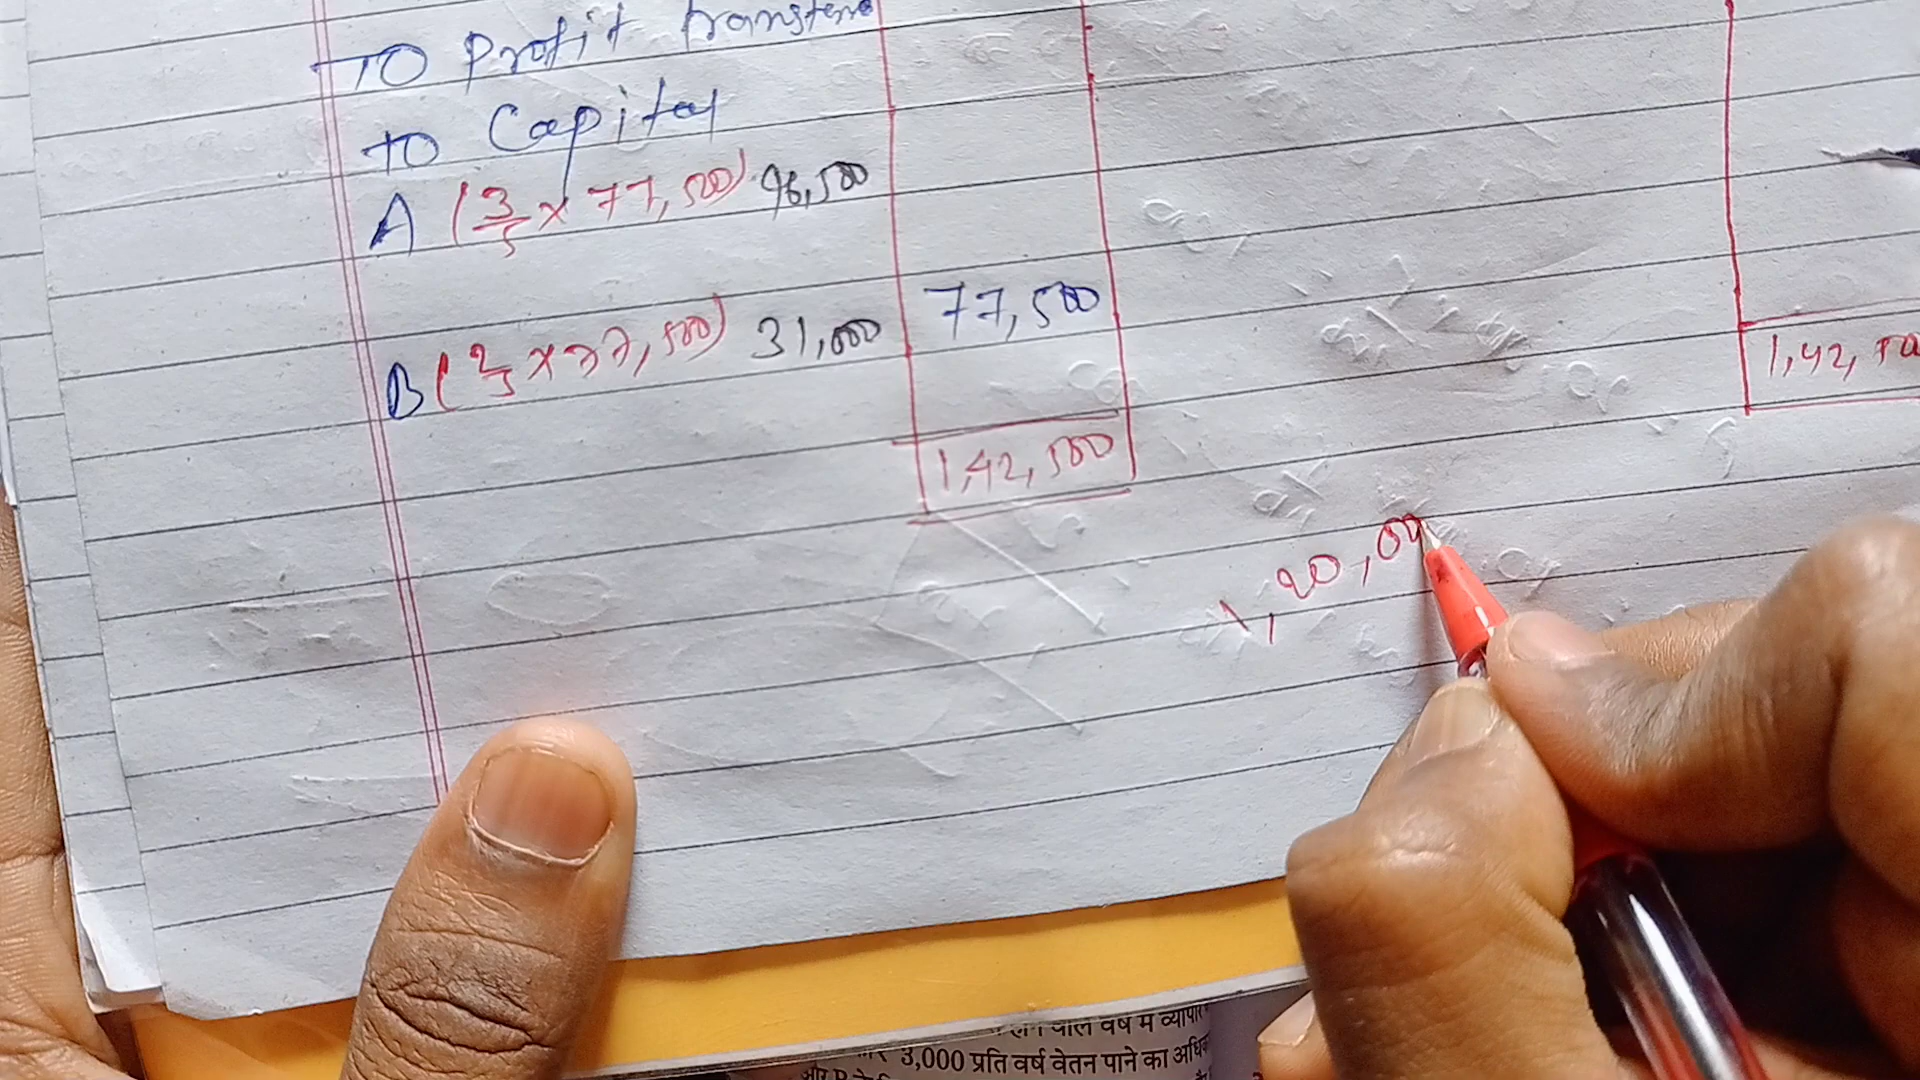 TO Profit transferre
to Capital
A (3/5 x 77,500) 46,500
B (2/5 x 77,500) 31,000 77,500
1,42,500
1,42,50
1,20,00
3,000 प्रति वर्ष वेतन पाने का अधि